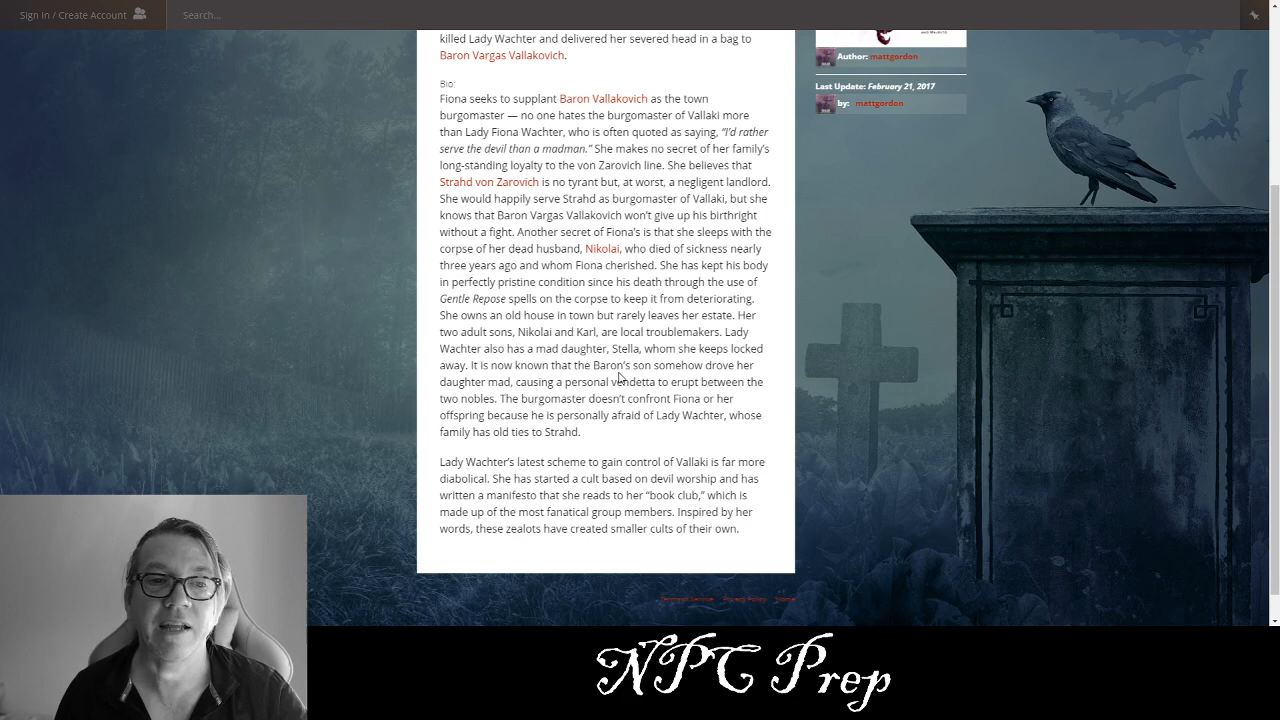 Sign In / Create Account
Search...
killed Lady Wachter and delivered her severed head in a bag to
Baron Vargas Vallakovich.
Bio:
Fiona seeks to supplant Baron Vallakovich as the town
burgomaster — no one hates the burgomaster of Vallaki more
than Lady Fiona Wachter, who is often quoted as saying, “I’d rather
serve the devil than a madman.” She makes no secret of her family’s
long-standing loyalty to the von Zarovich line. She believes that
Strahd von Zarovich is no tyrant but, at worst, a negligent landlord.
She would happily serve Strahd as burgomaster of Vallaki, but she
knows that Baron Vargas Vallakovich won’t give up his birthright
without a fight. Another secret of Fiona’s is that she sleeps with the
corpse of her dead husband, Nikolai, who died of sickness nearly
three years ago and whom Fiona cherished. She has kept his body
in perfectly pristine condition since his death through the use of
Gentle Repose spells on the corpse to keep it from deteriorating.
She owns an old house in town but rarely leaves her estate. Her
two adult sons, Nikolai and Karl, are local troublemakers. Lady
Wachter also has a mad daughter, Stella, whom she keeps locked
away. It is now known that the Baron’s son somehow drove her
daughter mad, causing a personal vendetta to erupt between the
two nobles. The burgomaster doesn’t confront Fiona or her
offspring because he is personally afraid of Lady Wachter, whose
family has old ties to Strahd.
Lady Wachter’s latest scheme to gain control of Vallaki is far more
diabolical. She has started a cult based on devil worship and has
written a manifesto that she reads to her “book club,” which is
made up of the most fanatical group members. Inspired by her
words, these zealots have created smaller cults of their own.
Author: mattgordon
Last Update: February 21, 2017
by: mattgordon
Terms of Service Privacy Policy Home
NPC Prep